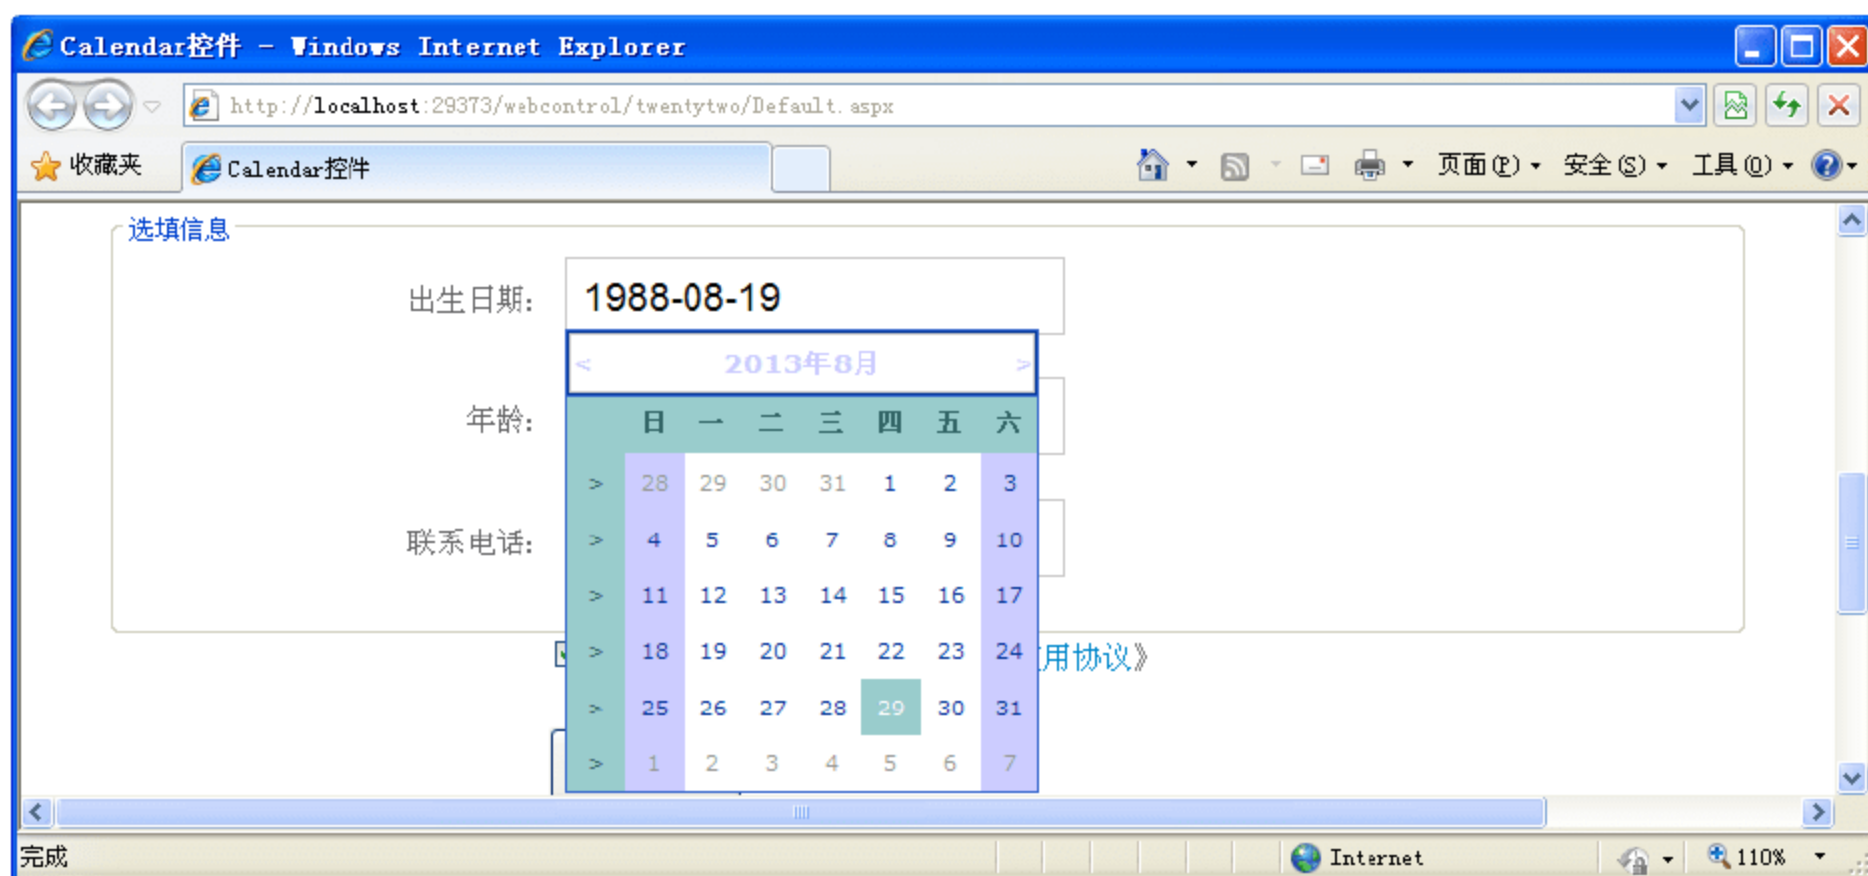 Calendar控件 - Windows Internet Explorer
http://localhost:29373/webcontrol/twentytwo/Default.aspx
收藏夹 Calendar控件 页面(P) 安全(S) 工具(O)
选填信息
出生日期: 1988-08-19
< 2013年8月 >
年龄:
日 一 二 三 四 五 六
> 28 29 30 31 1 2 3
联系电话:
> 4 5 6 7 8 9 10
> 11 12 13 14 15 16 17
> 18 19 20 21 22 23 24
用协议》
> 25 26 27 28 29 30 31
> 1 2 3 4 5 6 7
完成 Internet 110%